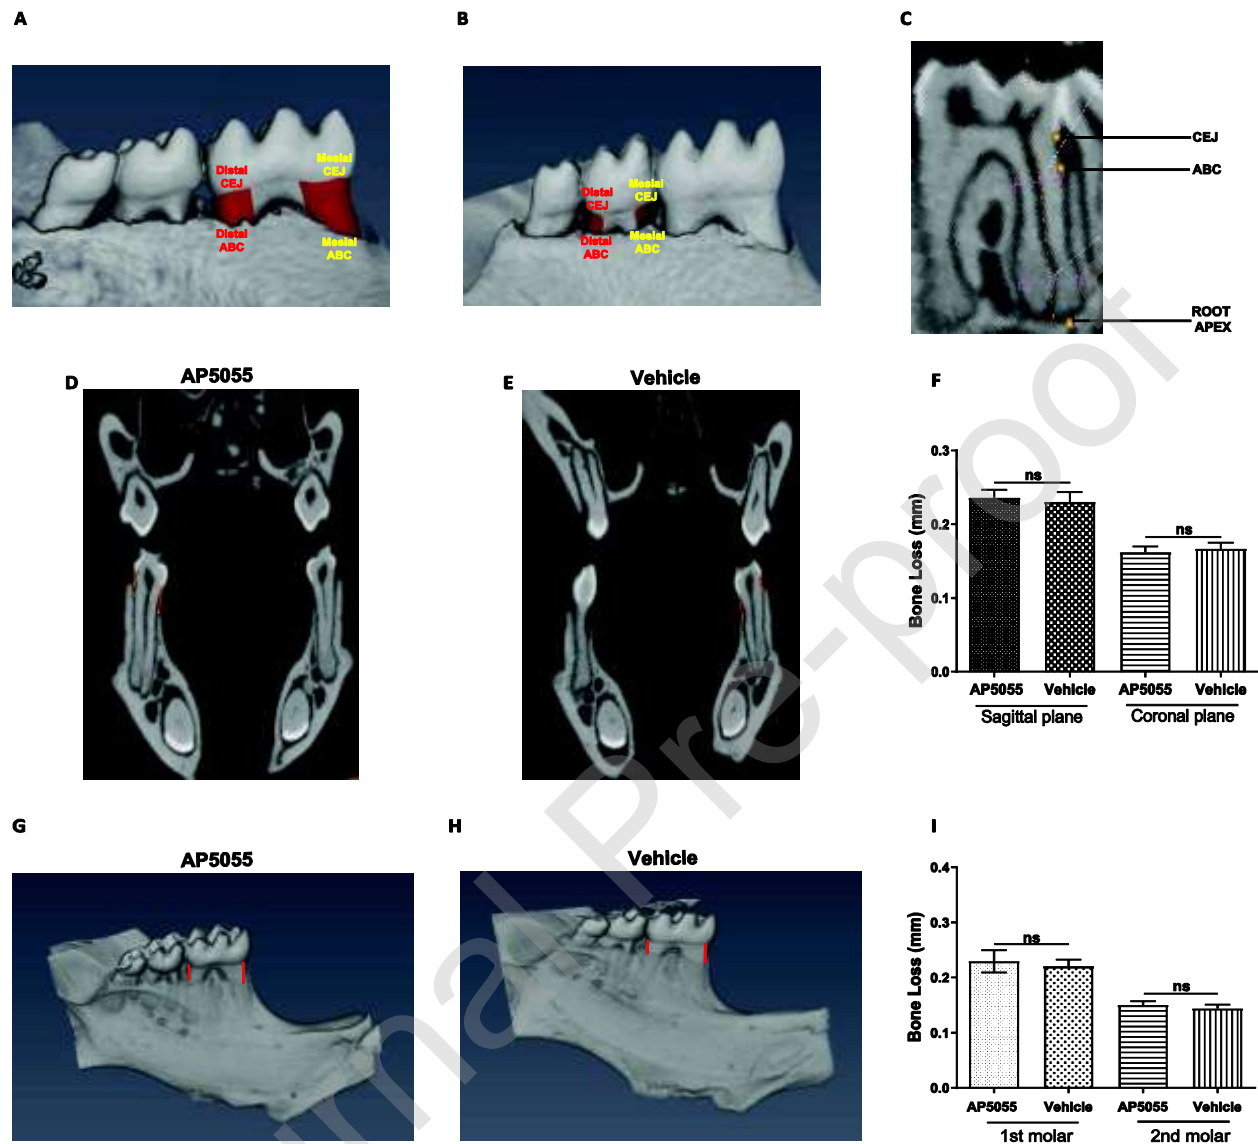 A
B
C
Distal
CEJ
Mesial
CEJ
Distal
ABC
Mesial
ABC
Distal
CEJ
Mesial
CEJ
Distal
ABC
Mesial
ABC
CEJ
ABC
ROOT
APEX
D
AP5055
E
Vehicle
F
0.3
0.2
0.1
0.0
Bone Loss (mm)
ns
ns
AP5055
Vehicle
AP5055
Vehicle
Sagittal plane
Coronal plane
G
AP5055
H
Vehicle
I
0.4
0.3
0.2
0.1
0.0
Bone Loss (mm)
ns
ns
AP5055
Vehicle
AP5055
Vehicle
1st molar
2nd molar
rnal Pre-proof